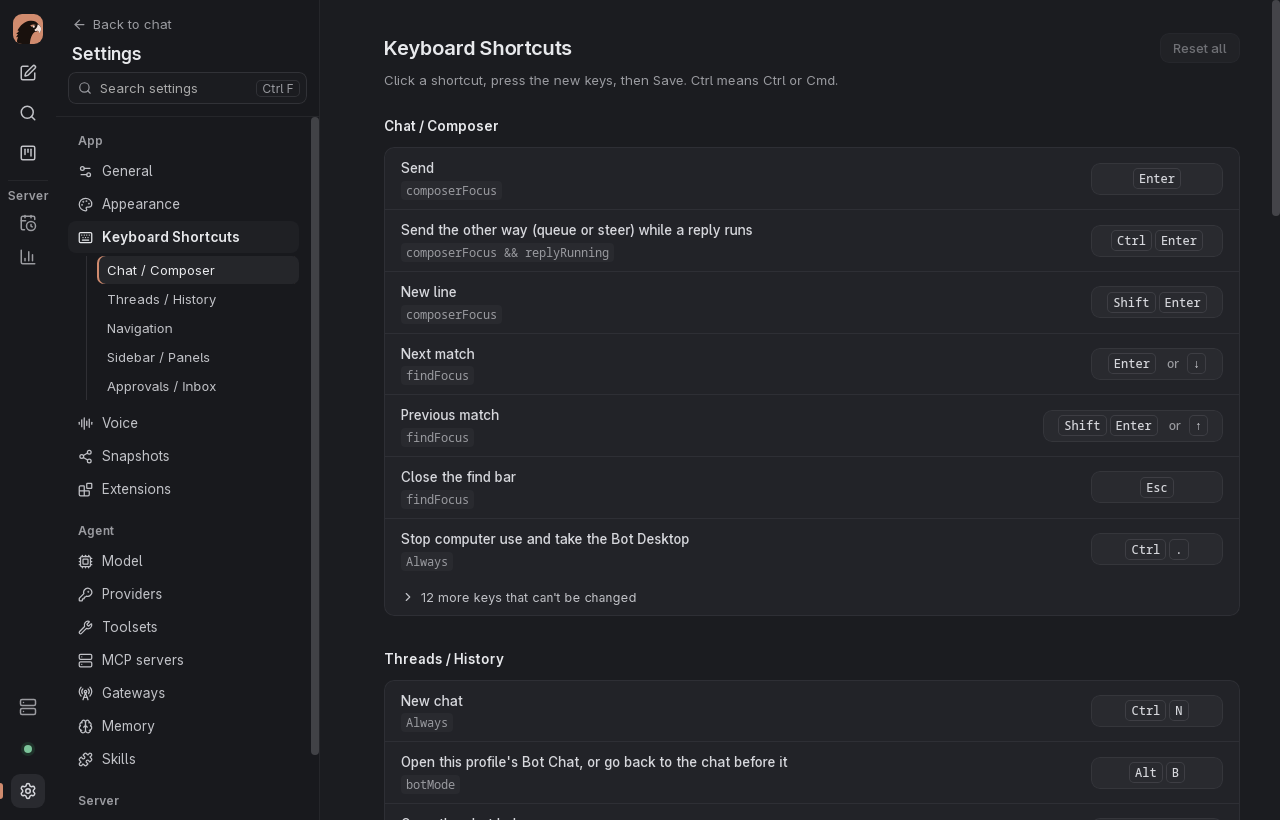 Back to chat
Settings
Search settings Ctrl F
App
General
Appearance
Keyboard Shortcuts
Chat / Composer
Threads / History
Navigation
Sidebar / Panels
Approvals / Inbox
Voice
Snapshots
Extensions
Agent
Model
Providers
Toolsets
MCP servers
Gateways
Memory
Skills
Server
Server
Keyboard Shortcuts
Reset all
Click a shortcut, press the new keys, then Save. Ctrl means Ctrl or Cmd.
Chat / Composer
Send
composerFocus
Enter
Send the other way (queue or steer) while a reply runs
composerFocus && replyRunning
Ctrl Enter
New line
composerFocus
Shift Enter
Next match
findFocus
Enter or ↓
Previous match
findFocus
Shift Enter or ↑
Close the find bar
findFocus
Esc
Stop computer use and take the Bot Desktop
Always
Ctrl .
12 more keys that can't be changed
Threads / History
New chat
Always
Ctrl N
Open this profile's Bot Chat, or go back to the chat before it
botMode
Alt B